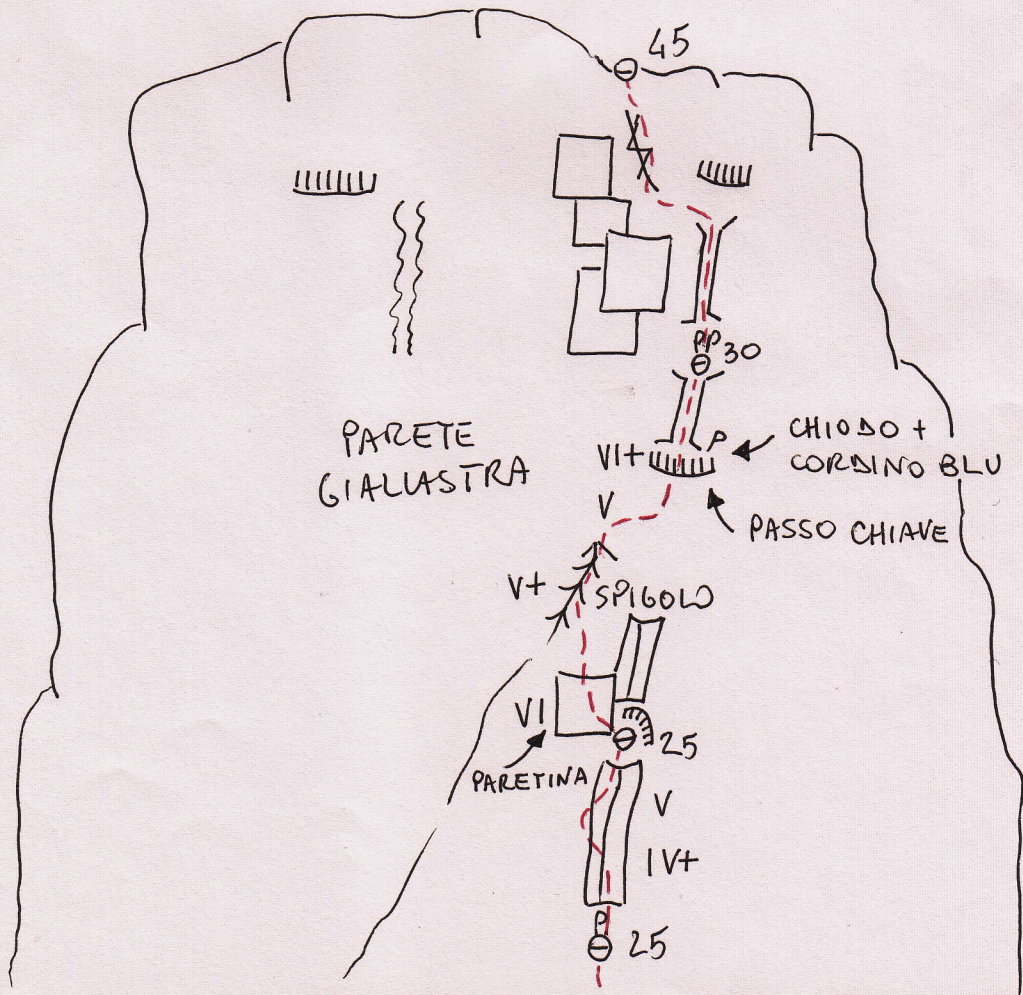 45
PP 30
PARETE
GIALLASTRA
VI+
P
CHIODO +
CORDINO BLU
V
PASSO CHIAVE
V+
SPIGOLO
VI
25
PARETINA
V
IV+
P
25